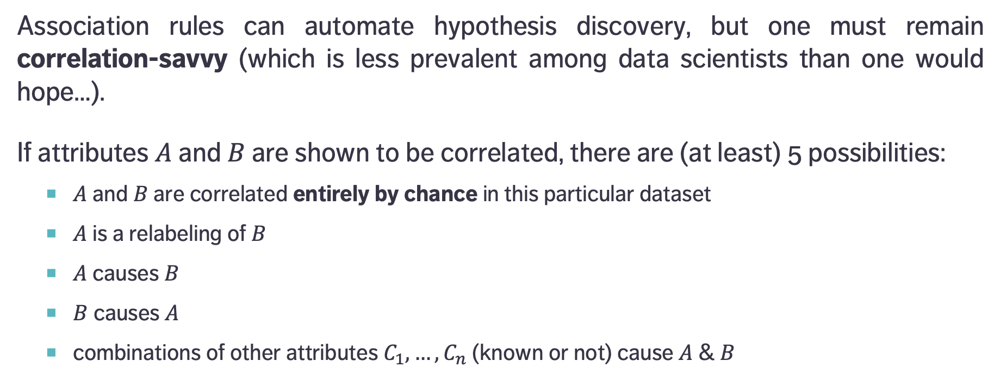 Association rules can automate hypothesis discovery, but one must remain
correlation-savvy (which is less prevalent among data scientists than one would
hope...).
If attributes A and B are shown to be correlated, there are (at least) 5 possibilities:
▪ A and B are correlated entirely by chance in this particular dataset
▪ A is a relabeling of B
▪ A causes B
▪ B causes A
▪ combinations of other attributes C₁, ... , Cₙ (known or not) cause A & B